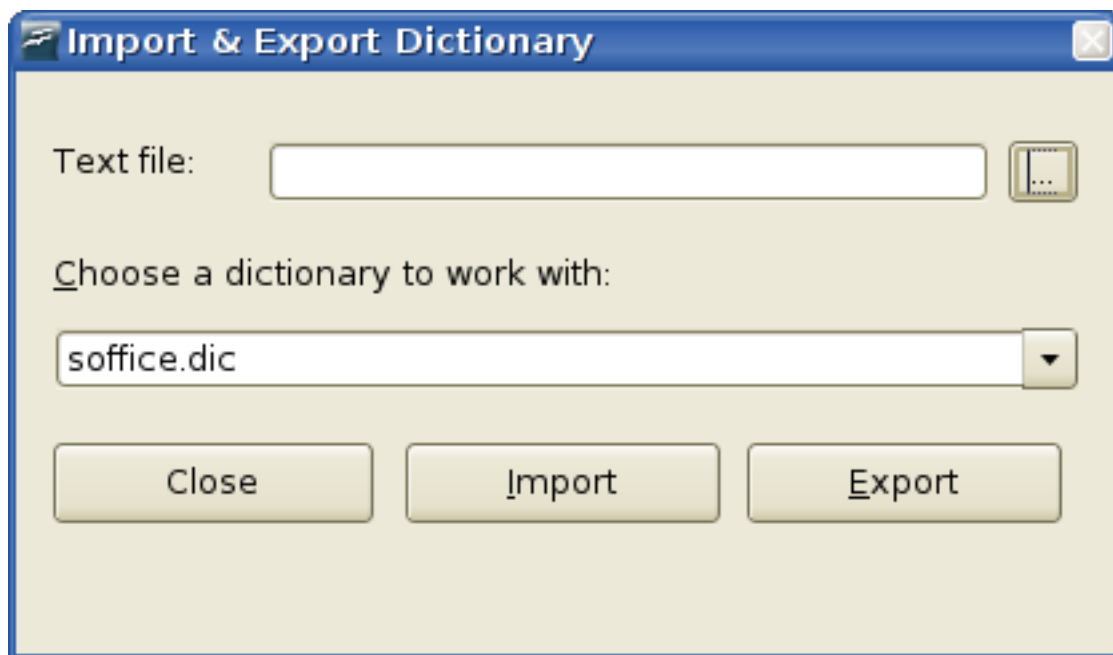 Import & Export Dictionary
Text file: ...
Choose a dictionary to work with:
soffice.dic
Close Import Export